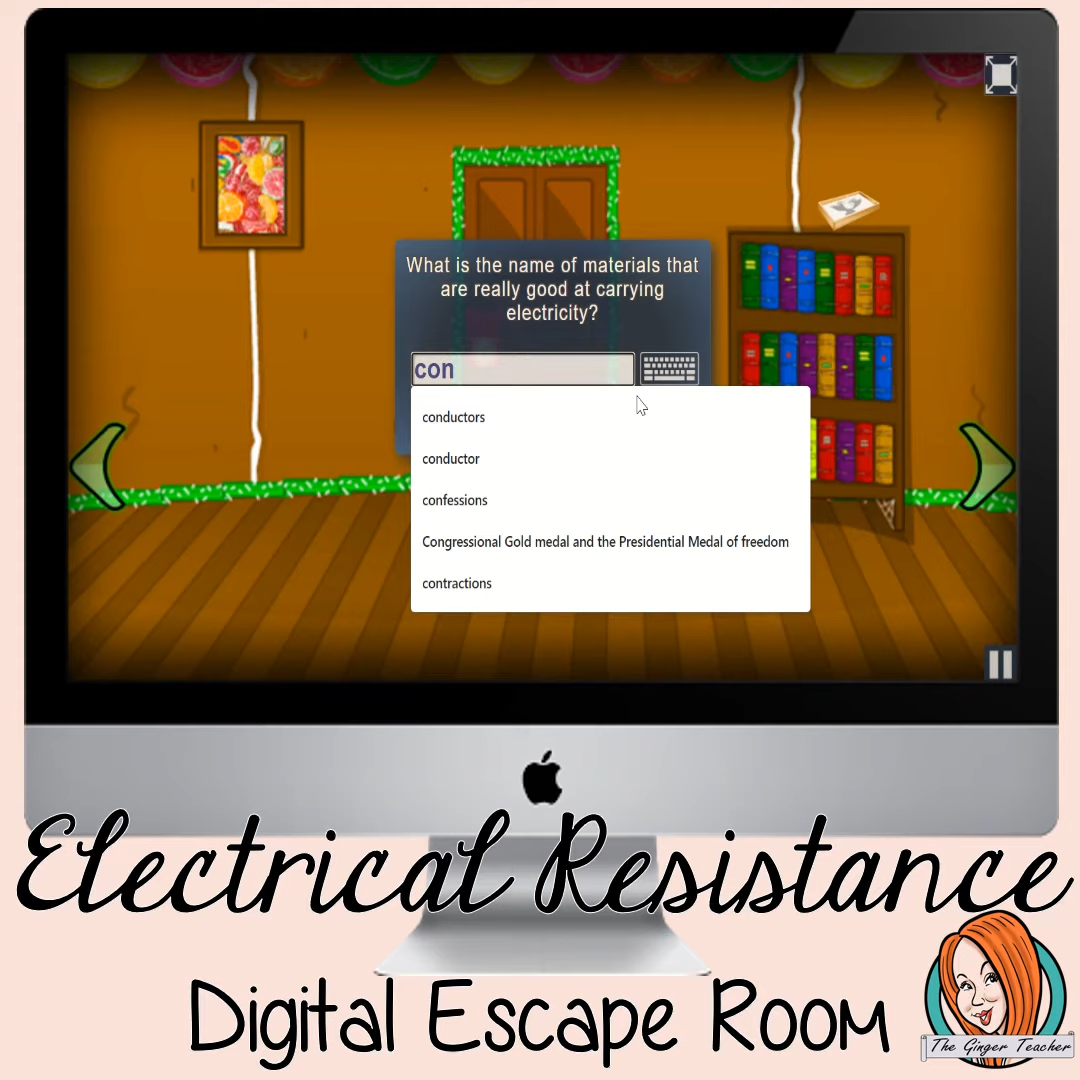 What is the name of materials that
are really good at carrying
electricity?
con
conductors
conductor
confessions
Congressional Gold medal and the Presidential Medal of freedom
contractions
Electrical Resistance
Digital Escape Room
The Ginger Teacher